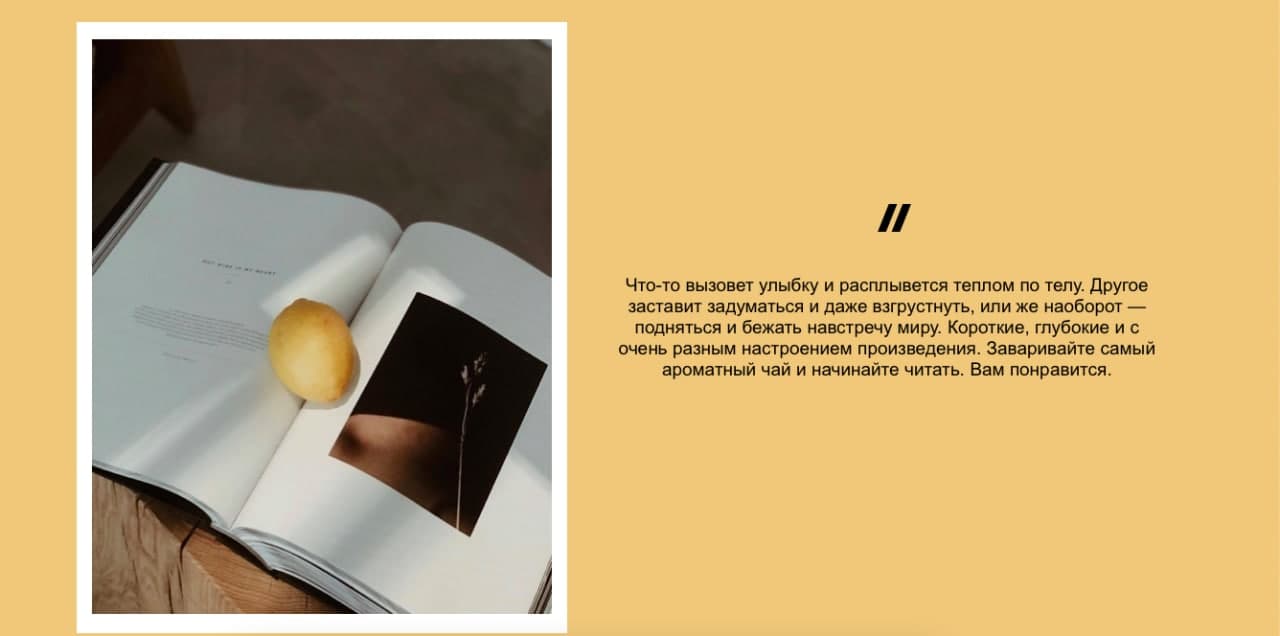 Что-то вызовет улыбку и расплывется теплом по телу. Другое
заставит задуматься и даже взгрустнуть, или же наоборот —
подняться и бежать навстречу миру. Короткие, глубокие и с
очень разным настроением произведения. Заваривайте самый
ароматный чай и начинайте читать. Вам понравится.